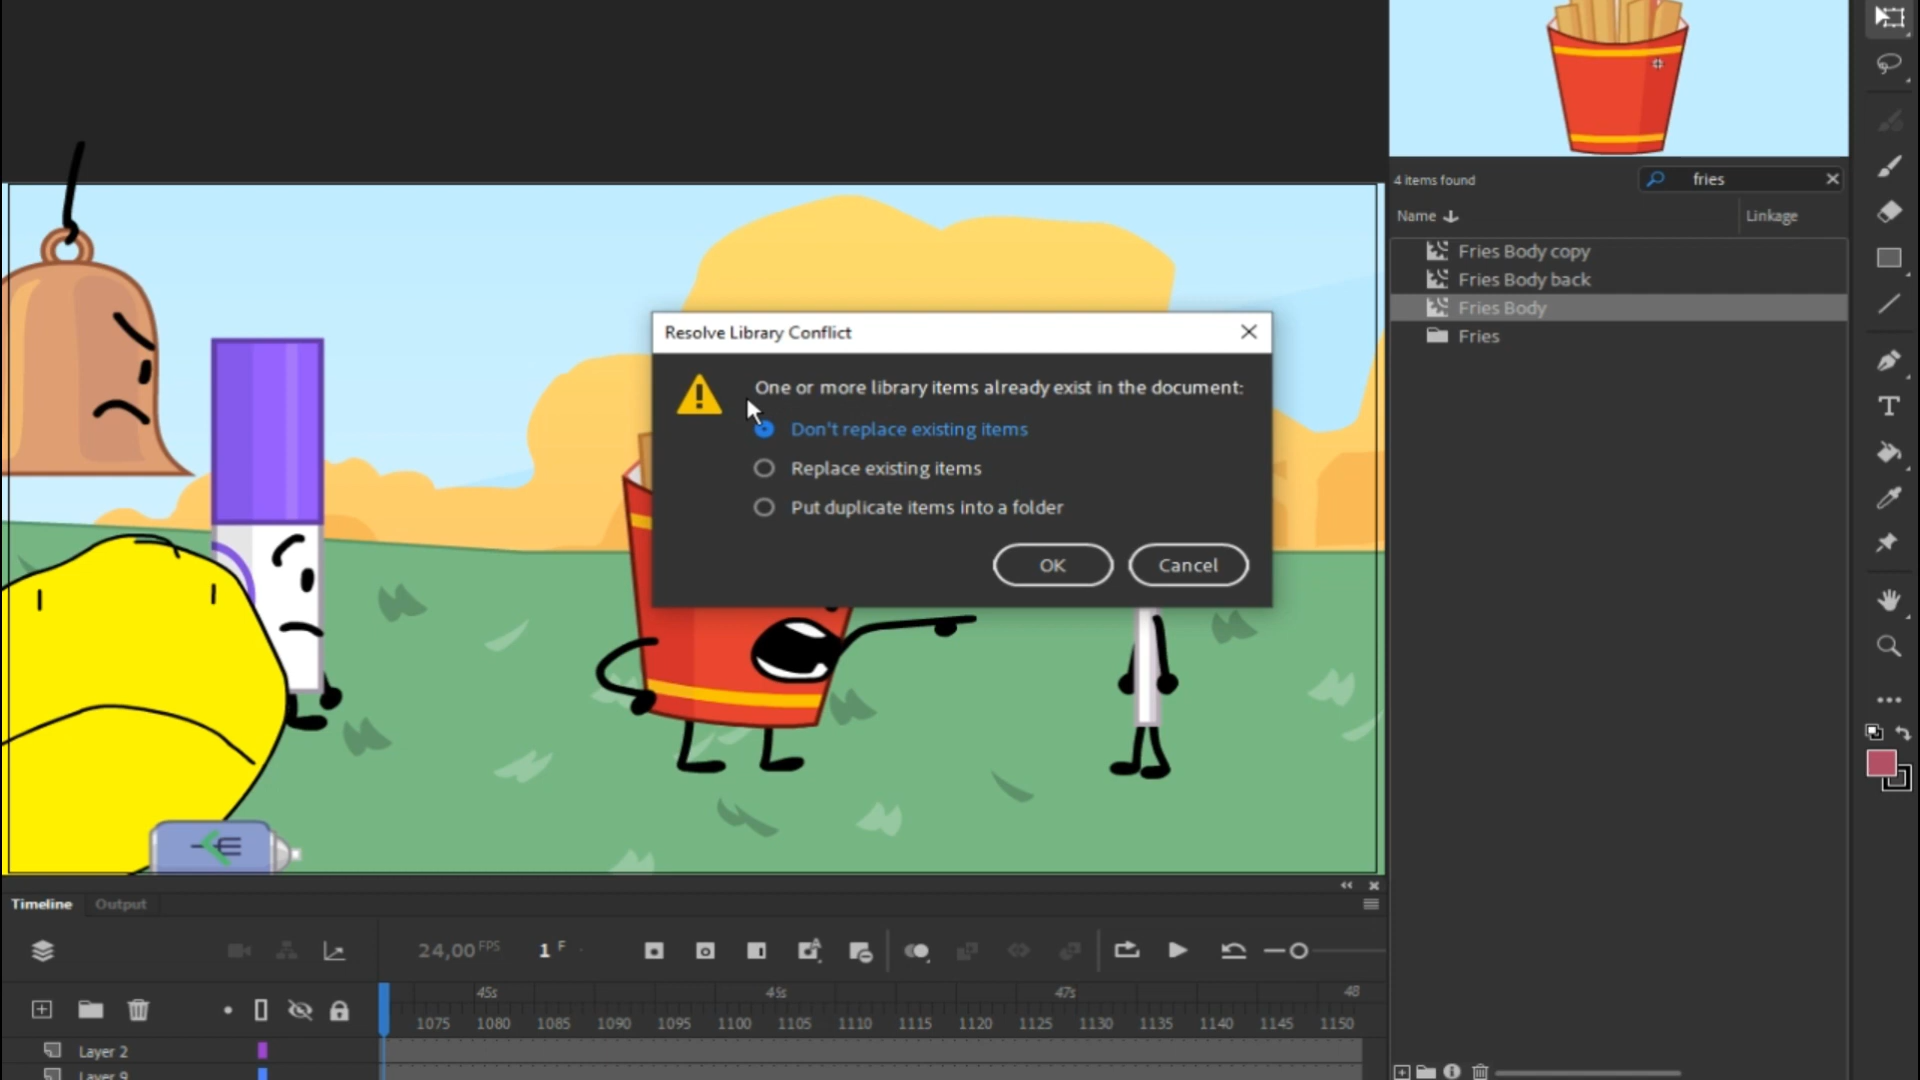 4 items found
fries
Name
Linkage
Fries Body copy
Fries Body back
Fries Body
Fries
Resolve Library Conflict
One or more library items already exist in the document:
Don't replace existing items
Replace existing items
Put duplicate items into a folder
OK
Cancel
Timeline
Output
24,00 FPS
1 F
45s
46s
47s
48
1075 1080 1085 1090 1095 1100 1105 1110 1115 1120 1125 1130 1135 1140 1145 1150
Layer 2
Layer 9